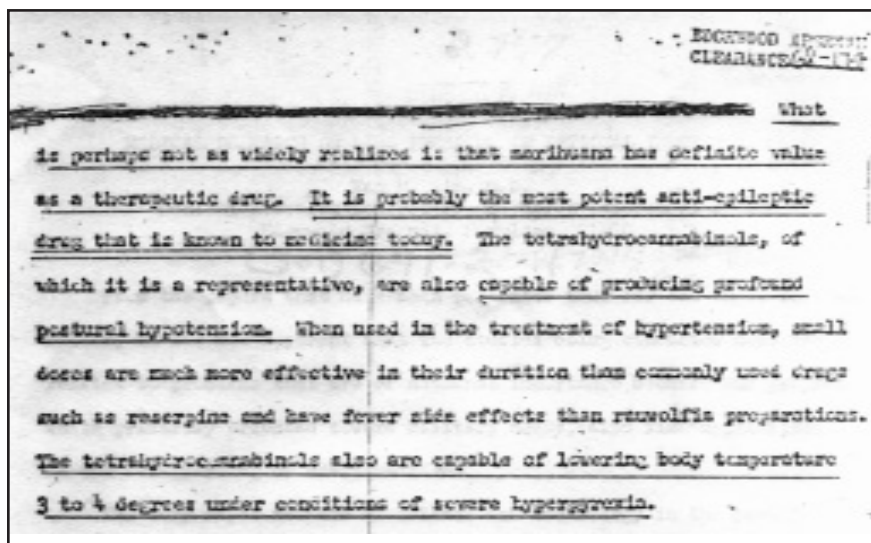 EDGEWOOD ARSENAL
CLEARANCE
What
is perhaps not as widely realized is that marihuana has definite value
as a therapeutic drug. It is probably the most potent anti-epileptic
drug that is known to medicine today. The tetrahydrocannabinols, of
which it is a representative, are also capable of producing profound
postural hypotension. When used in the treatment of hypertension, small
doses are much more effective in their duration than commonly used drugs
such as reserpine and have fewer side effects than rauwolfia preparations.
The tetrahydrocannabinols also are capable of lowering body temperature
3 to 4 degrees under conditions of severe hyperpyrexia.